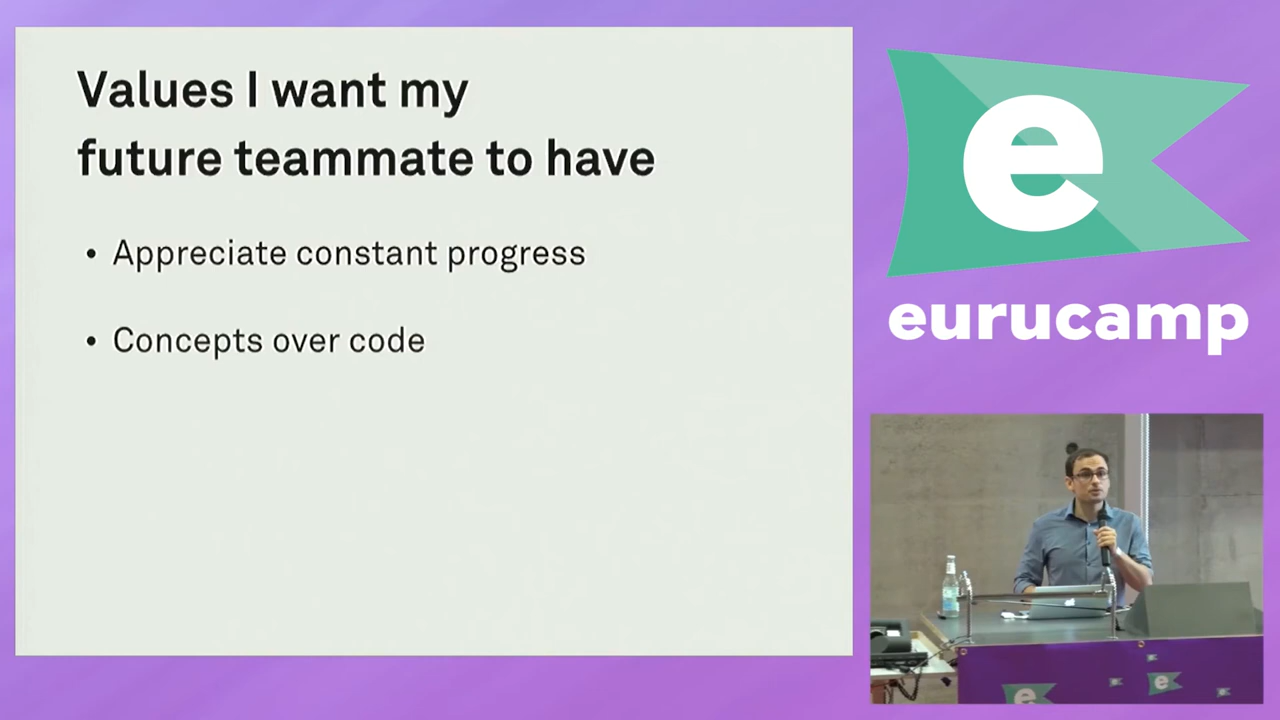 Values I want my
future teammate to have
• Appreciate constant progress
• Concepts over code
e
eurucamp
e
e